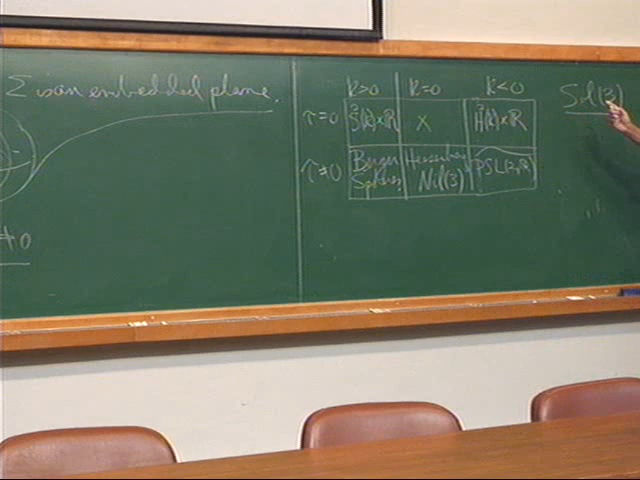 Σ is an embedded plane.
≠0
k>0 k=0 k<0
τ=0 S²(k)×ℝ X H²(k)×ℝ
τ≠0 Berger Spheres Heisenberg Nil(3) PSL(2,ℝ)
Sol(3)